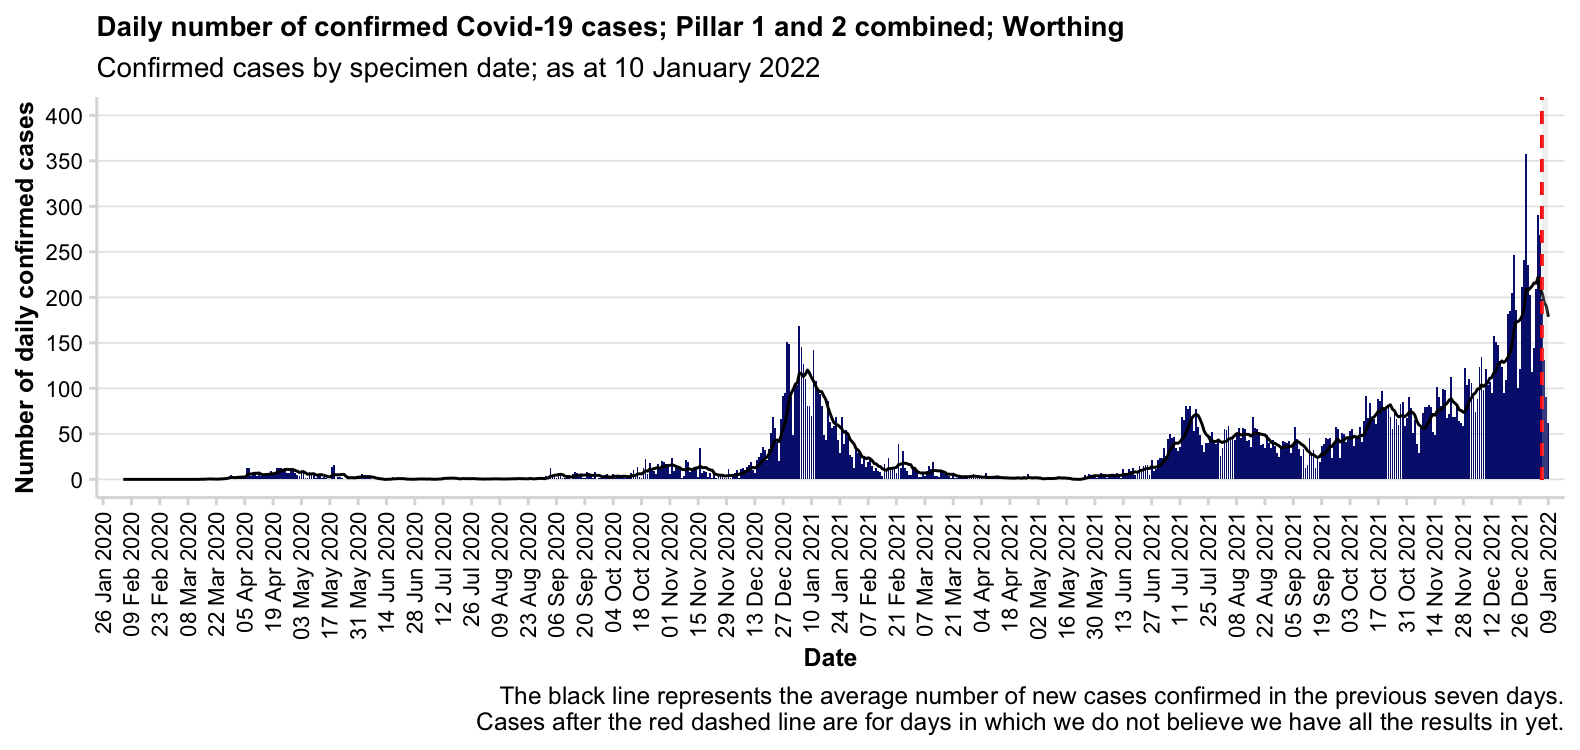 Daily number of confirmed Covid-19 cases; Pillar 1 and 2 combined; Worthing
Confirmed cases by specimen date; as at 10 January 2022
Number of daily confirmed cases
400
350
300
250
200
150
100
50
0
26 Jan 2020
09 Feb 2020
23 Feb 2020
08 Mar 2020
22 Mar 2020
05 Apr 2020
19 Apr 2020
03 May 2020
17 May 2020
31 May 2020
14 Jun 2020
28 Jun 2020
12 Jul 2020
26 Jul 2020
09 Aug 2020
23 Aug 2020
06 Sep 2020
20 Sep 2020
04 Oct 2020
18 Oct 2020
01 Nov 2020
15 Nov 2020
29 Nov 2020
13 Dec 2020
27 Dec 2020
10 Jan 2021
24 Jan 2021
07 Feb 2021
21 Feb 2021
07 Mar 2021
21 Mar 2021
04 Apr 2021
18 Apr 2021
02 May 2021
16 May 2021
30 May 2021
13 Jun 2021
27 Jun 2021
11 Jul 2021
25 Jul 2021
08 Aug 2021
22 Aug 2021
05 Sep 2021
19 Sep 2021
03 Oct 2021
17 Oct 2021
31 Oct 2021
14 Nov 2021
28 Nov 2021
12 Dec 2021
26 Dec 2021
09 Jan 2022
Date
The black line represents the average number of new cases confirmed in the previous seven days.
Cases after the red dashed line are for days in which we do not believe we have all the results in yet.